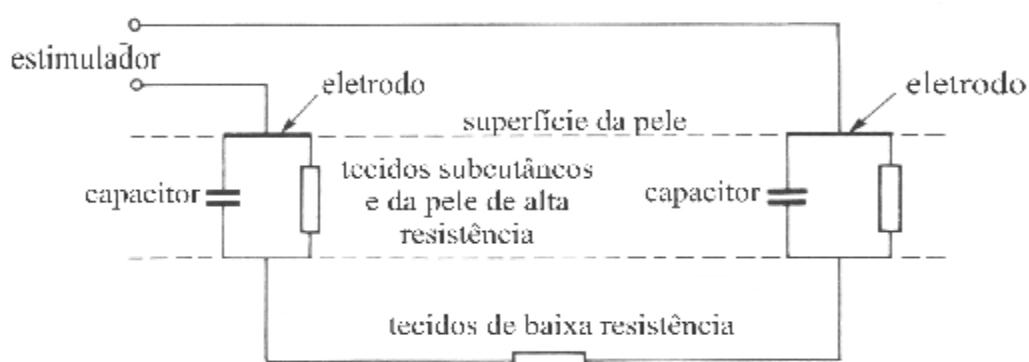 estimulador
eletrodo
eletrodo
superfície da pele
capacitor
tecidos subcutâneos
e da pele de alta
resistência
capacitor
tecidos de baixa resistência